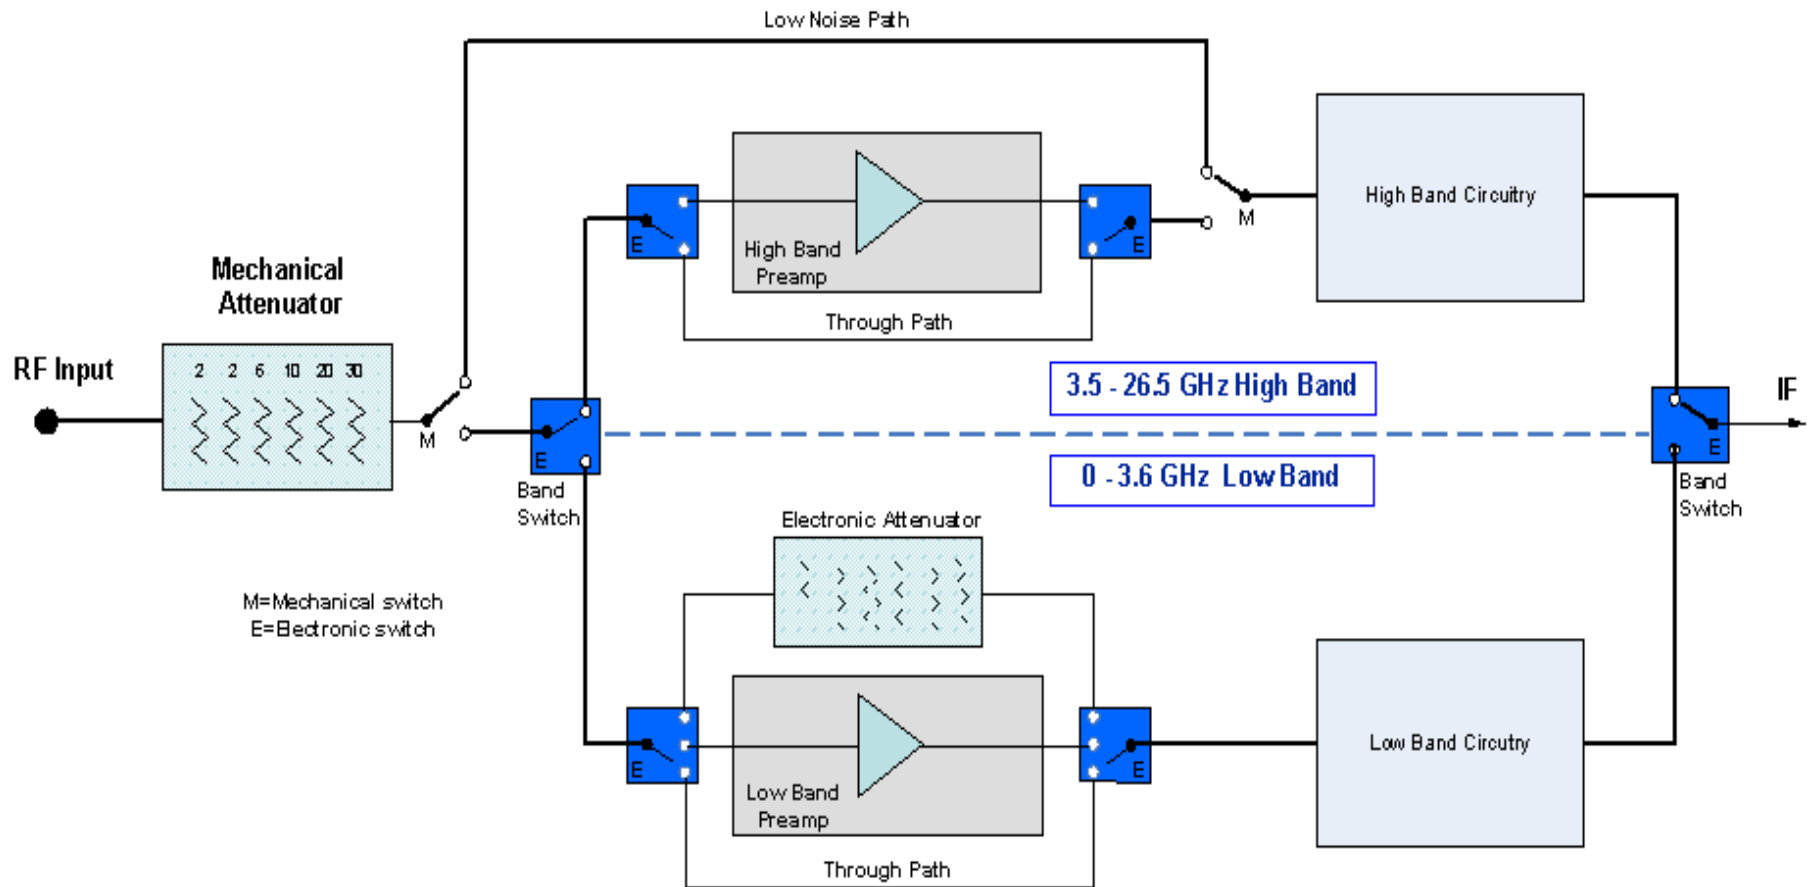 Low Noise Path
High Band Circuitry
M
E
E
High Band
Preamp
Mechanical
Attenuator
Through Path
RF Input
2 2 6 10 20 30
3.5 - 26.5 GHz High Band
IF
M
E
E
0 - 3.6 GHz Low Band
Band
Switch
Band
Switch
Electronic Attenuator
M=Mechanical switch
E=Electronic switch
Low Band Circutry
E
E
Low Band
Preamp
Through Path